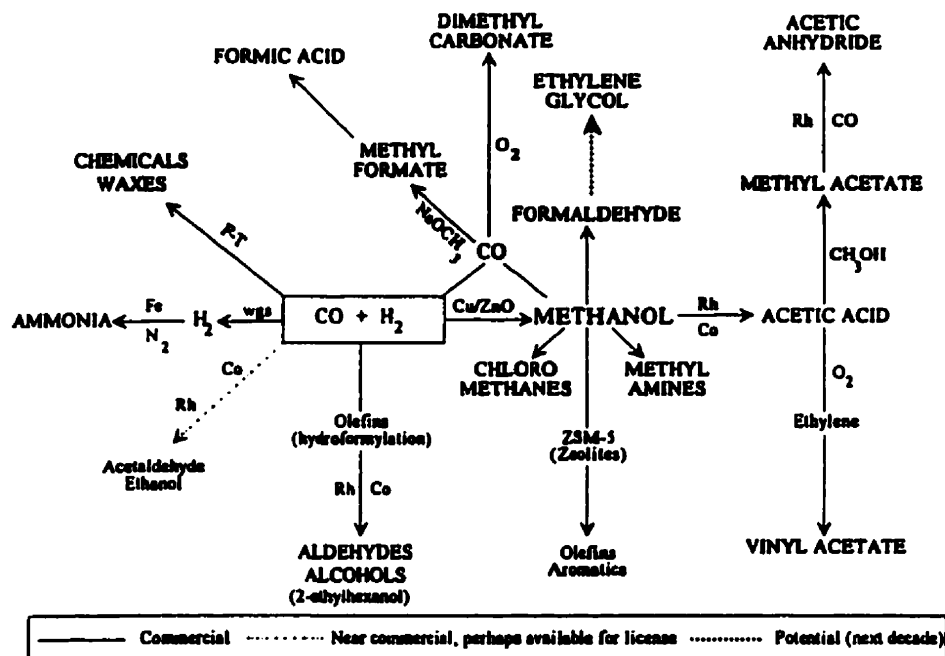 DIMETHYL
CARBONATE
ACETIC
ANHYDRIDE
FORMIC ACID
ETHYLENE
GLYCOL
Rh CO
O2
CHEMICALS
WAXES
METHYL
FORMATE
METHYL ACETATE
FORMALDEHYDE
NaOCH3
F-T
CO
CH3OH
AMMONIA
Fe
N2
H2
wgs
CO + H2
Cu/ZnO
METHANOL
Rh
Co
ACETIC ACID
CHLORO
METHANES
METHYL
AMINES
O2
Co
Rh
Ethylene
Olefins
(hydroformylation)
ZSM-5
(Zeolites)
Acetaldehyde
Ethanol
Rh Co
ALDEHYDES
ALCOHOLS
(2-ethylhexanol)
Olefins
Aromatics
VINYL ACETATE
Commercial
Near commercial, perhaps available for license
Potential (next decade)